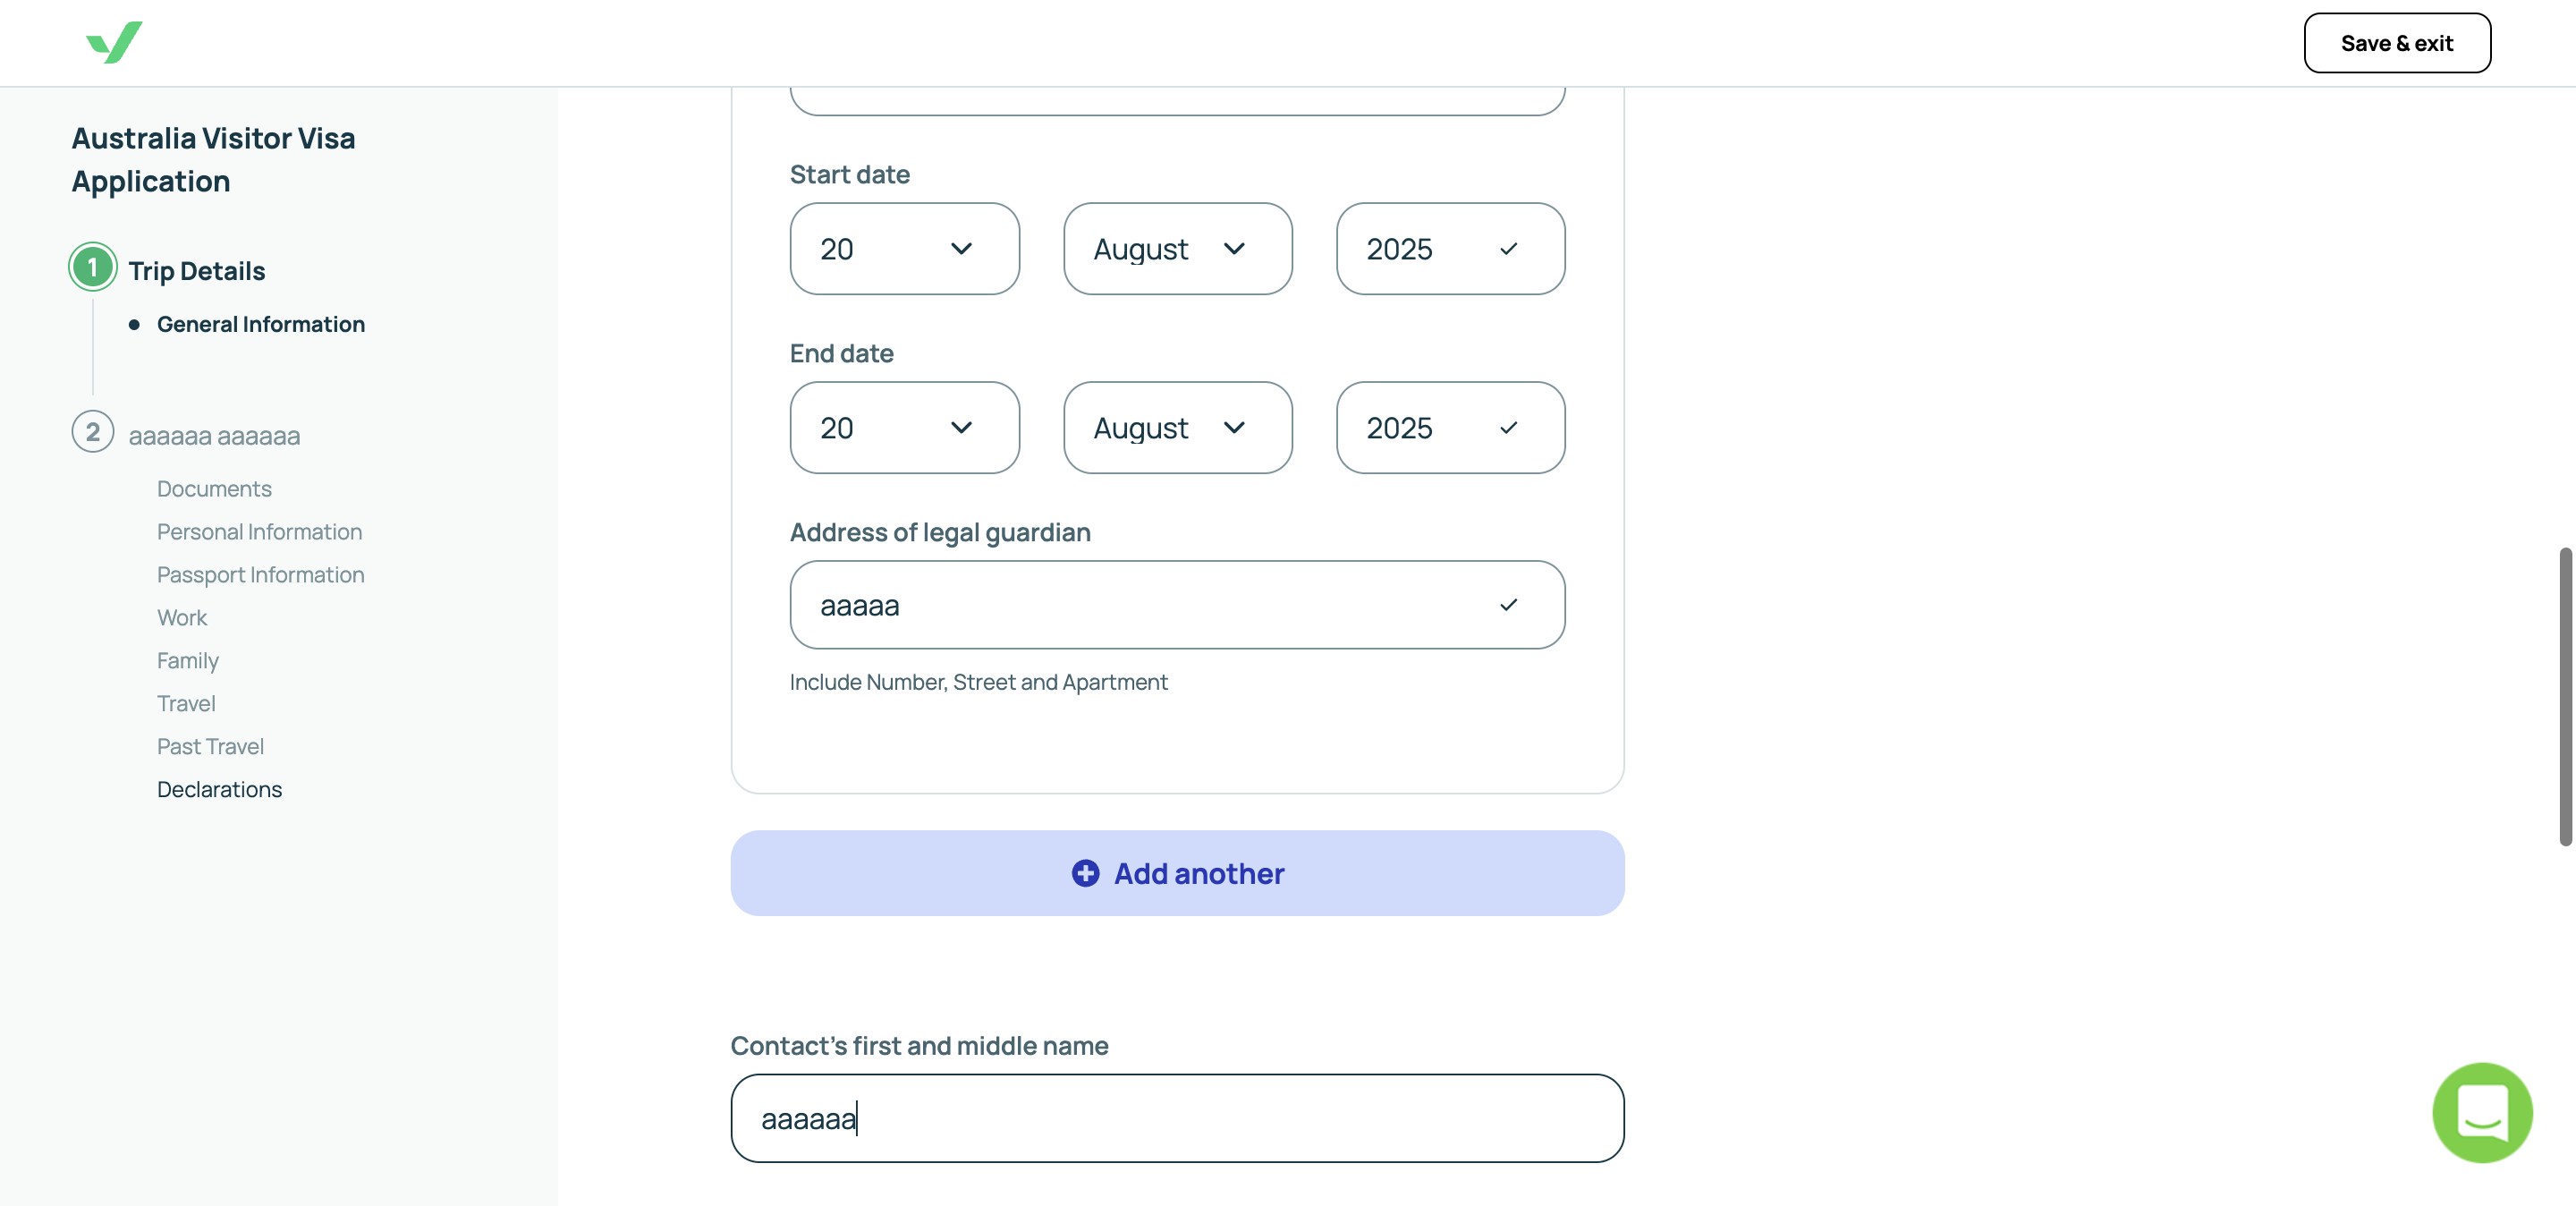 Save & exit
Australia Visitor Visa
Application
1 Trip Details
General Information
2 aaaaaa aaaaaa
Documents
Personal Information
Passport Information
Work
Family
Travel
Past Travel
Declarations
Start date
20 August 2025
End date
20 August 2025
Address of legal guardian
aaaaa
Include Number, Street and Apartment
Add another
Contact's first and middle name
aaaaaa